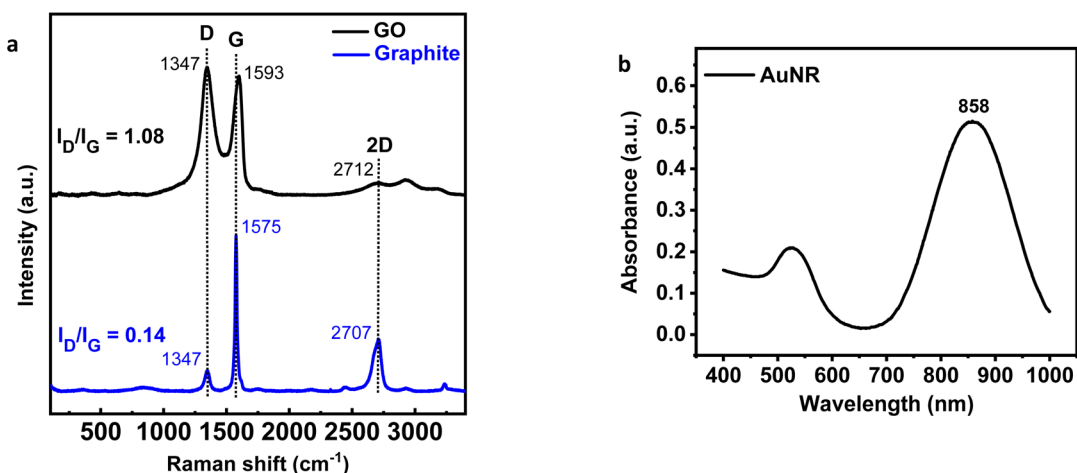 a
GO
Graphite
D
G
1347
1593
I_D/I_G = 1.08
2D
2712
1575
I_D/I_G = 0.14
1347
2707
Intensity (a.u.)
500 1000 1500 2000 2500 3000
Raman shift (cm⁻¹)
b
AuNR
858
0.6
0.5
0.4
0.3
0.2
0.1
0.0
Absorbance (a.u.)
400 500 600 700 800 900 1000
Wavelength (nm)